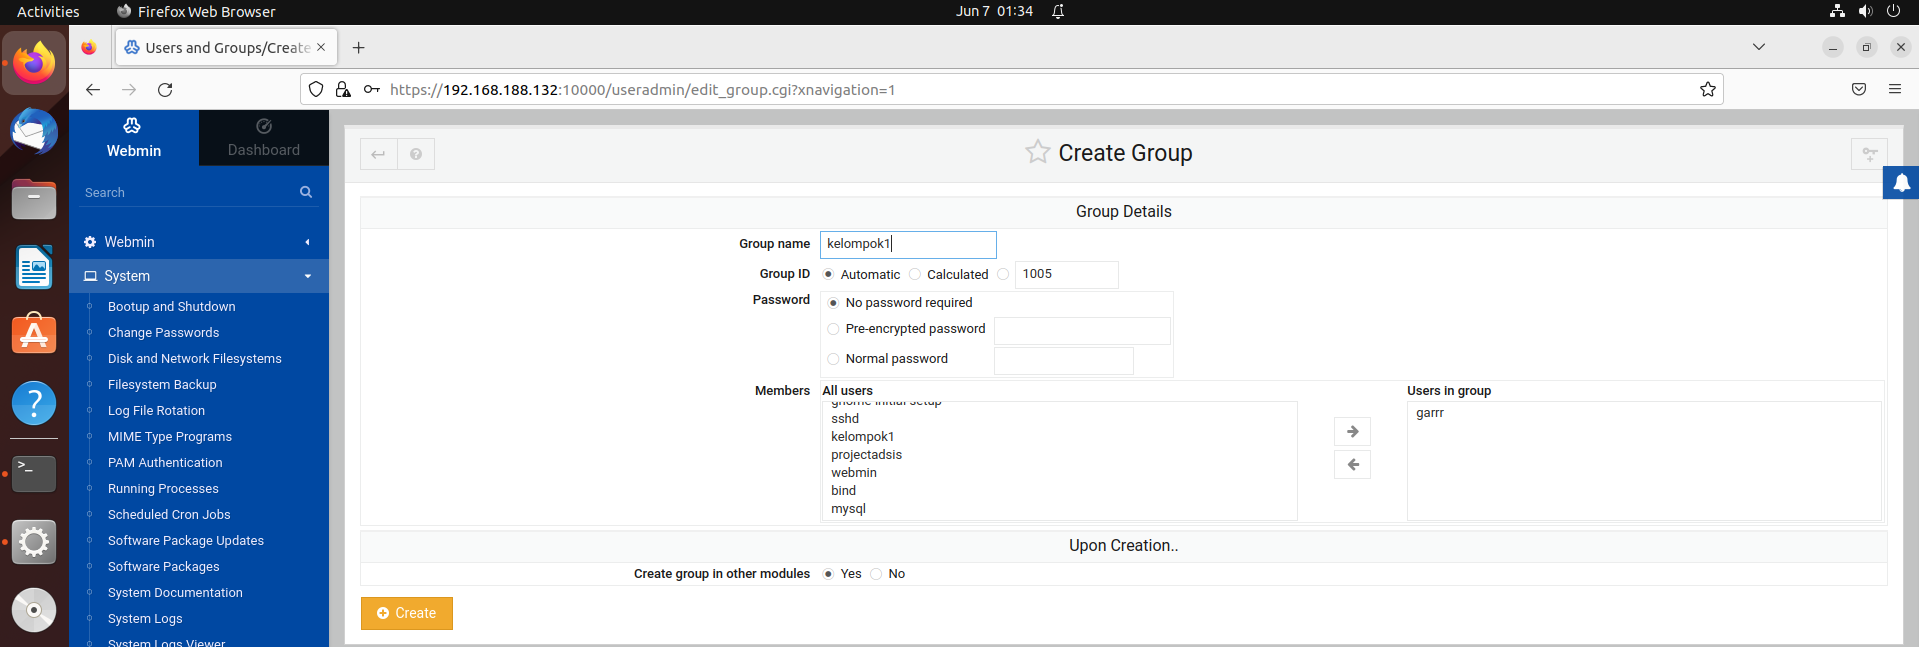 Activities
Firefox Web Browser
Jun 7 01:34
Users and Groups/Create
https://192.168.188.132:10000/useradmin/edit_group.cgi?xnavigation=1
Webmin
Dashboard
Search
Webmin
System
Bootup and Shutdown
Change Passwords
Disk and Network Filesystems
Filesystem Backup
Log File Rotation
MIME Type Programs
PAM Authentication
Running Processes
Scheduled Cron Jobs
Software Package Updates
Software Packages
System Documentation
System Logs
System Logs Viewer
Create Group
Group Details
Group name kelompok1
Group ID Automatic Calculated 1005
Password No password required
Pre-encrypted password
Normal password
Members All users Users in group
gnome-initial-setup
sshd
kelompok1
projectadsis
webmin
bind
mysql
garrr
Upon Creation..
Create group in other modules Yes No
Create